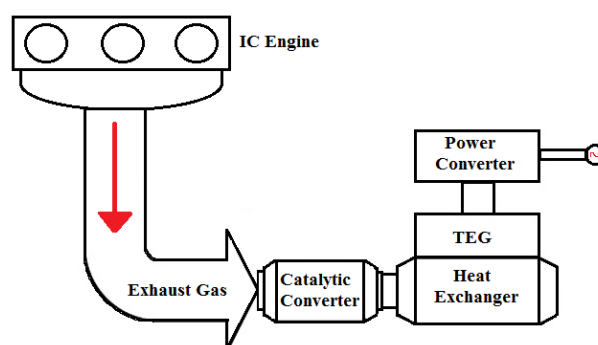 IC Engine
Power
Converter
TEG
Exhaust Gas
Catalytic
Converter
Heat
Exchanger